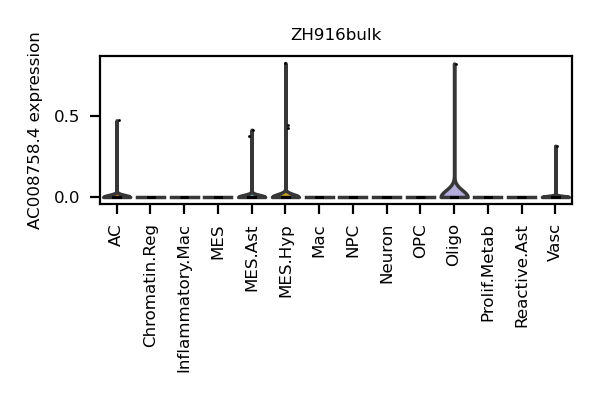 ZH916bulk
AC008758.4 expression
0.5
0.0
AC
Chromatin.Reg
Inflammatory.Mac
MES
MES.Ast
MES.Hyp
Mac
NPC
Neuron
OPC
Oligo
Prolif.Metab
Reactive.Ast
Vasc